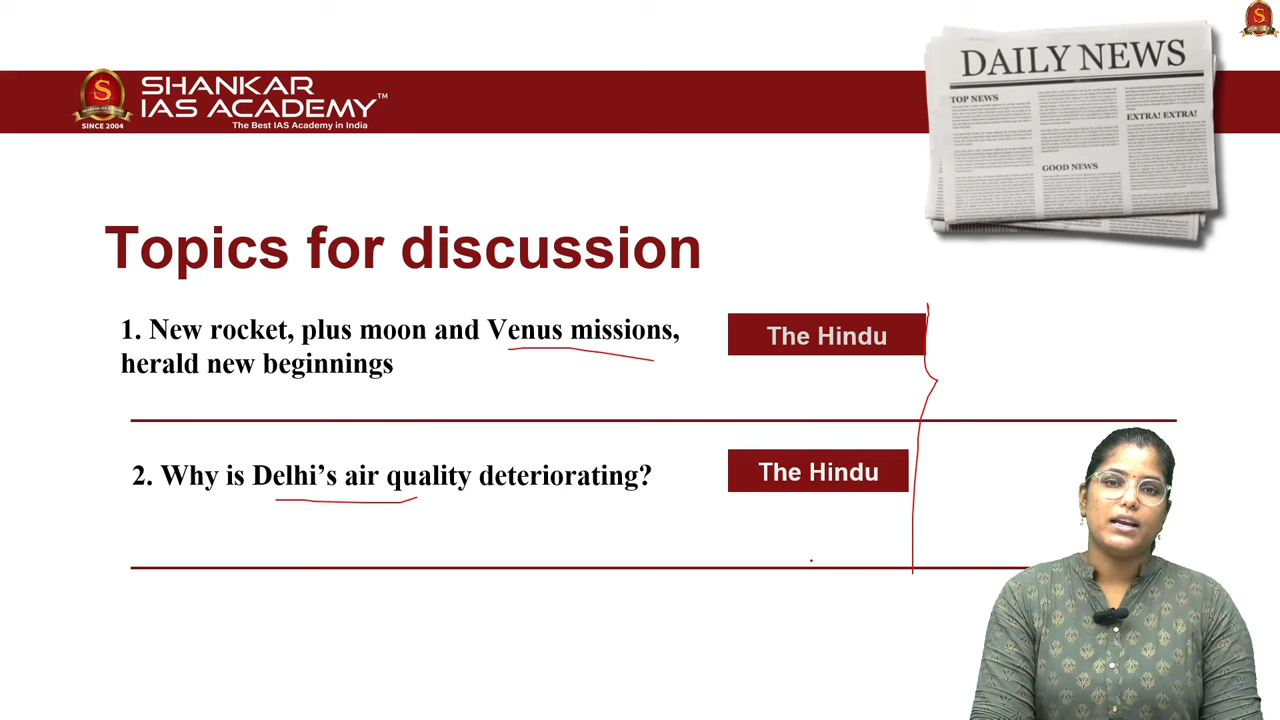 SHANKAR
IAS ACADEMY™
The Best IAS Academy in India
SINCE 2004
DAILY NEWS
TOP NEWS
EXTRA! EXTRA!
GOOD NEWS
Topics for discussion
1. New rocket, plus moon and Venus missions,
herald new beginnings
The Hindu
2. Why is Delhi’s air quality deteriorating?
The Hindu